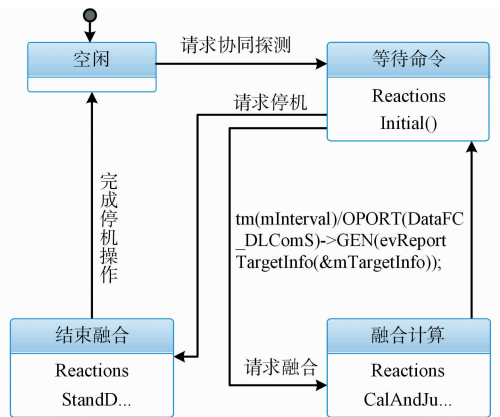 空闲
请求协同探测
等待命令
Reactions
Initial()
请求停机
完成停机操作
tm(mInterval)/OPORT(DataFC
_DLComS)->GEN(evReport
TargetInfo(&mTargetInfo));
结束融合
Reactions
StandD...
请求融合
融合计算
Reactions
CalAndJu...